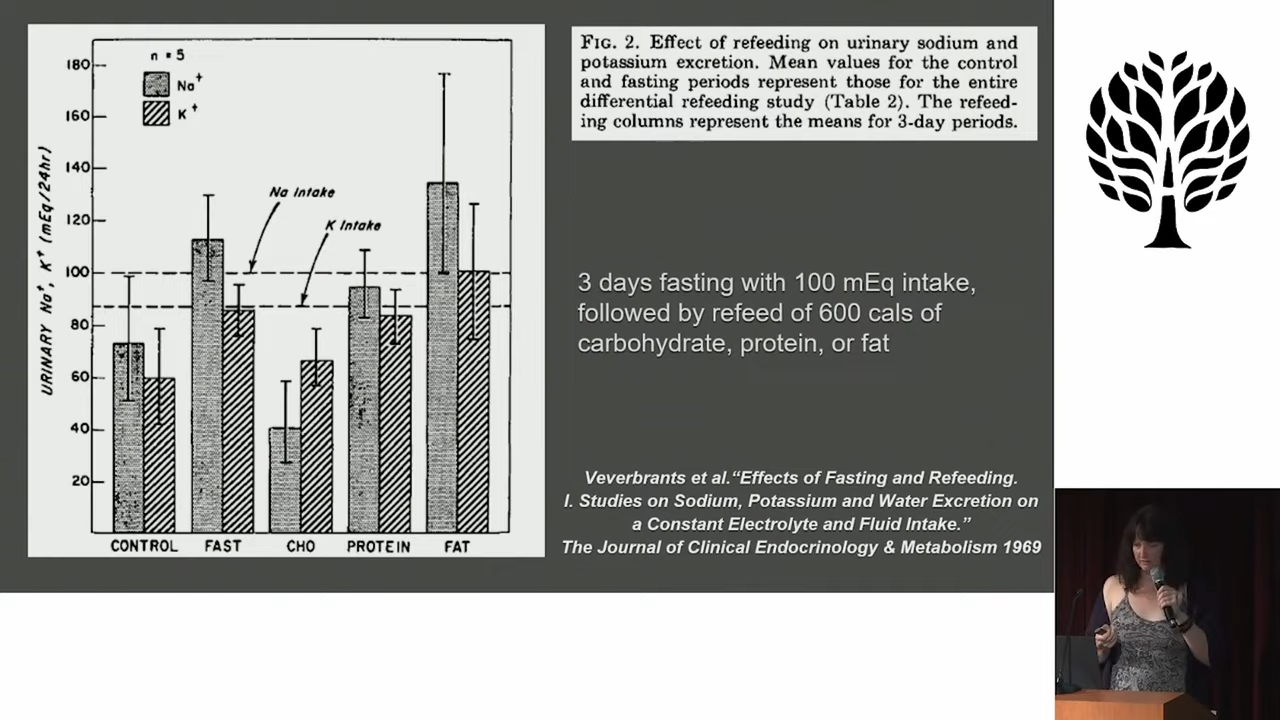 n = 5
Na+
K+
180
160
140
120
100
80
60
40
20
URINARY Na+, K+ (mEq/24hr)
Na Intake
K Intake
CONTROL FAST CHO PROTEIN FAT
FIG. 2. Effect of refeeding on urinary sodium and
potassium excretion. Mean values for the control
and fasting periods represent those for the entire
differential refeeding study (Table 2). The refeed-
ing columns represent the means for 3-day periods.
3 days fasting with 100 mEq intake,
followed by refeed of 600 cals of
carbohydrate, protein, or fat
Veverbrants et al.“Effects of Fasting and Refeeding.
I. Studies on Sodium, Potassium and Water Excretion on
a Constant Electrolyte and Fluid Intake.”
The Journal of Clinical Endocrinology & Metabolism 1969